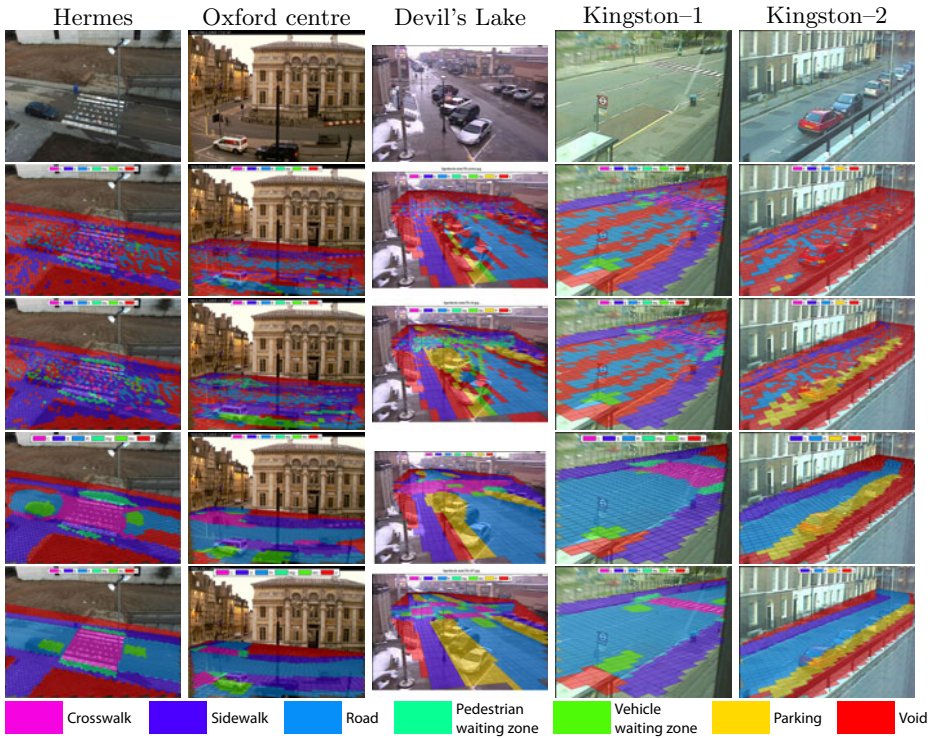 Hermes
Oxford centre
Devil's Lake
Kingston–1
Kingston–2
Crosswalk
Sidewalk
Road
Pedestrian
waiting zone
Vehicle
waiting zone
Parking
Void